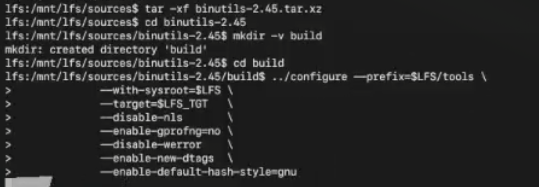 lfs:/mnt/lfs/sources$ tar -xf binutils-2.45.tar.xz
lfs:/mnt/lfs/sources$ cd binutils-2.45
lfs:/mnt/lfs/sources/binutils-2.45$ mkdir -v build
mkdir: created directory 'build'
lfs:/mnt/lfs/sources/binutils-2.45$ cd build
lfs:/mnt/lfs/sources/binutils-2.45/build$ ../configure --prefix=$LFS/tools \
> --with-sysroot=$LFS \
> --target=$LFS_TGT \
> --disable-nls \
> --enable-gprofng=no \
> --disable-werror \
> --enable-new-dtags \
> --enable-default-hash-style=gnu